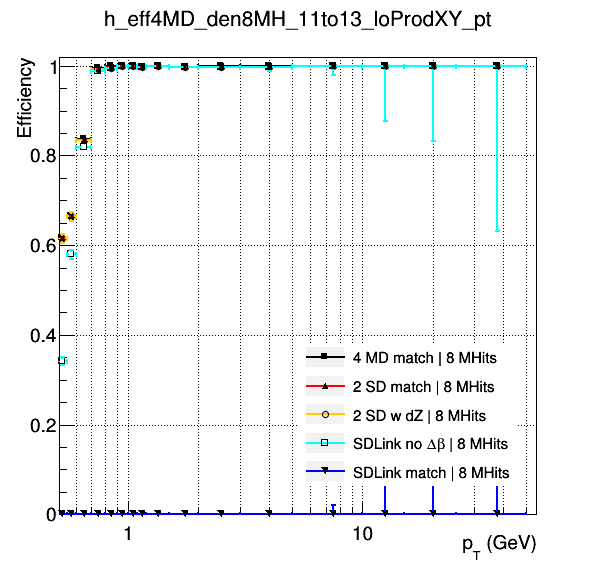 h_eff4MD_den8MH_11to13_loProdXY_pt
Efficiency
1
0.8
0.6
0.4
0.2
0
4 MD match | 8 MHits
2 SD match | 8 MHits
2 SD w dZ | 8 MHits
SDLink no Δβ | 8 MHits
SDLink match | 8 MHits
1
10
p_T (GeV)